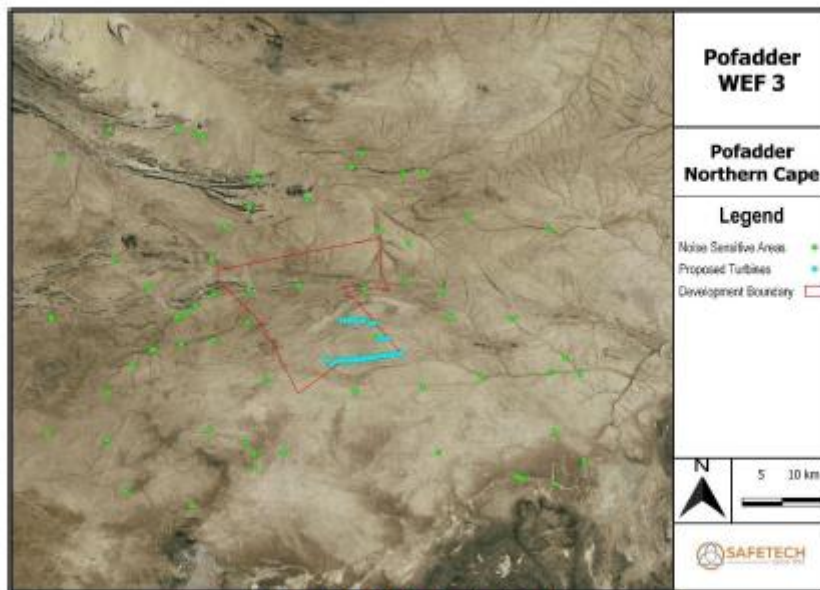 Pofadder
WEF 3
Pofadder
Northern Cape
Legend
Noise Sensitive Areas
Proposed Turbines
Development Boundary
N
5 10 km
SAFETECH